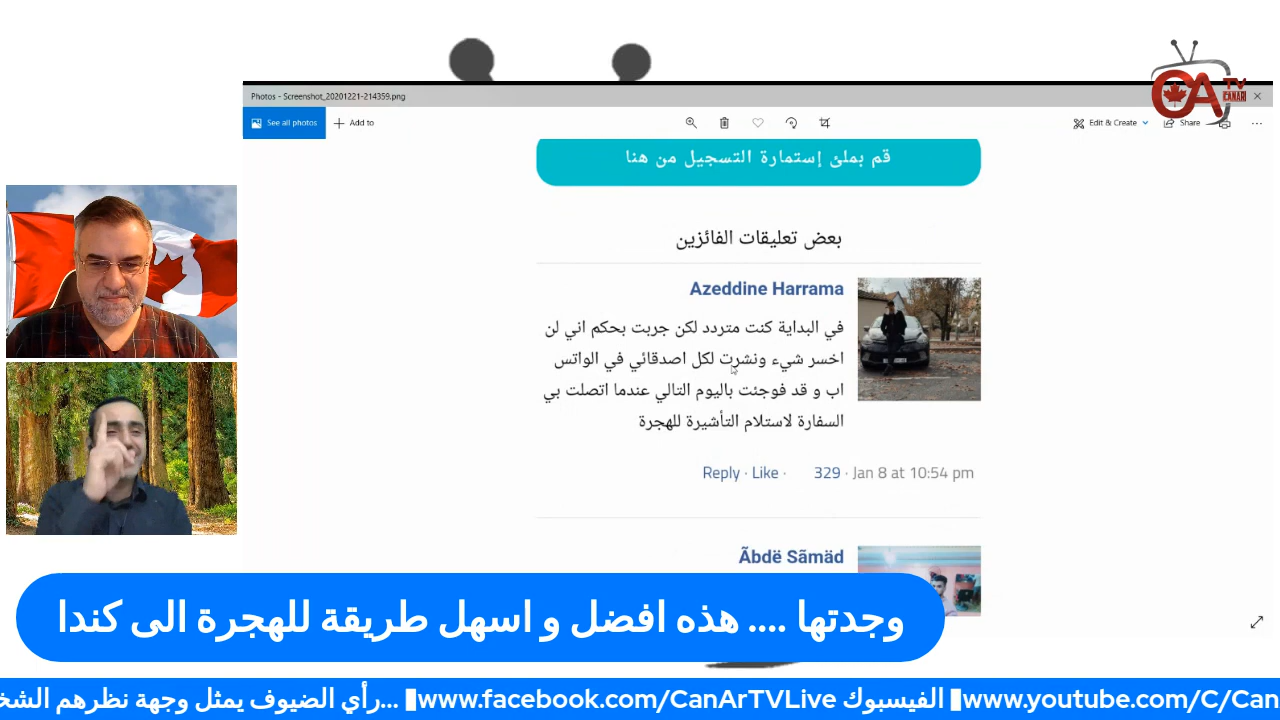 TV
CA
CANARI
Photos - Screenshot_20201221-214359.png
See all photos
Add to
Edit & Create
Share
قم بملئ إستمارة التسجيل من هنا
بعض تعليقات الفائزين
Azeddine Harrama
في البداية كنت متردد لكن جربت بحكم اني لن
اخسر شيء ونشرت لكل اصدقائي في الواتس
اب و قد فوجئت باليوم التالي عندما اتصلت بي
السفارة لاستلام التأشيرة للهجرة
Reply · Like · 329 · Jan 8 at 10:54 pm
Ãbdë Sãmäd
وجدتها .... هذه افضل و اسهل طريقة للهجرة الى كندا
www.youtube.com/C/Can الفيسبوك www.facebook.com/CanArTVLive ...رأي الضيوف يمثل وجهة نظرهم الشخ